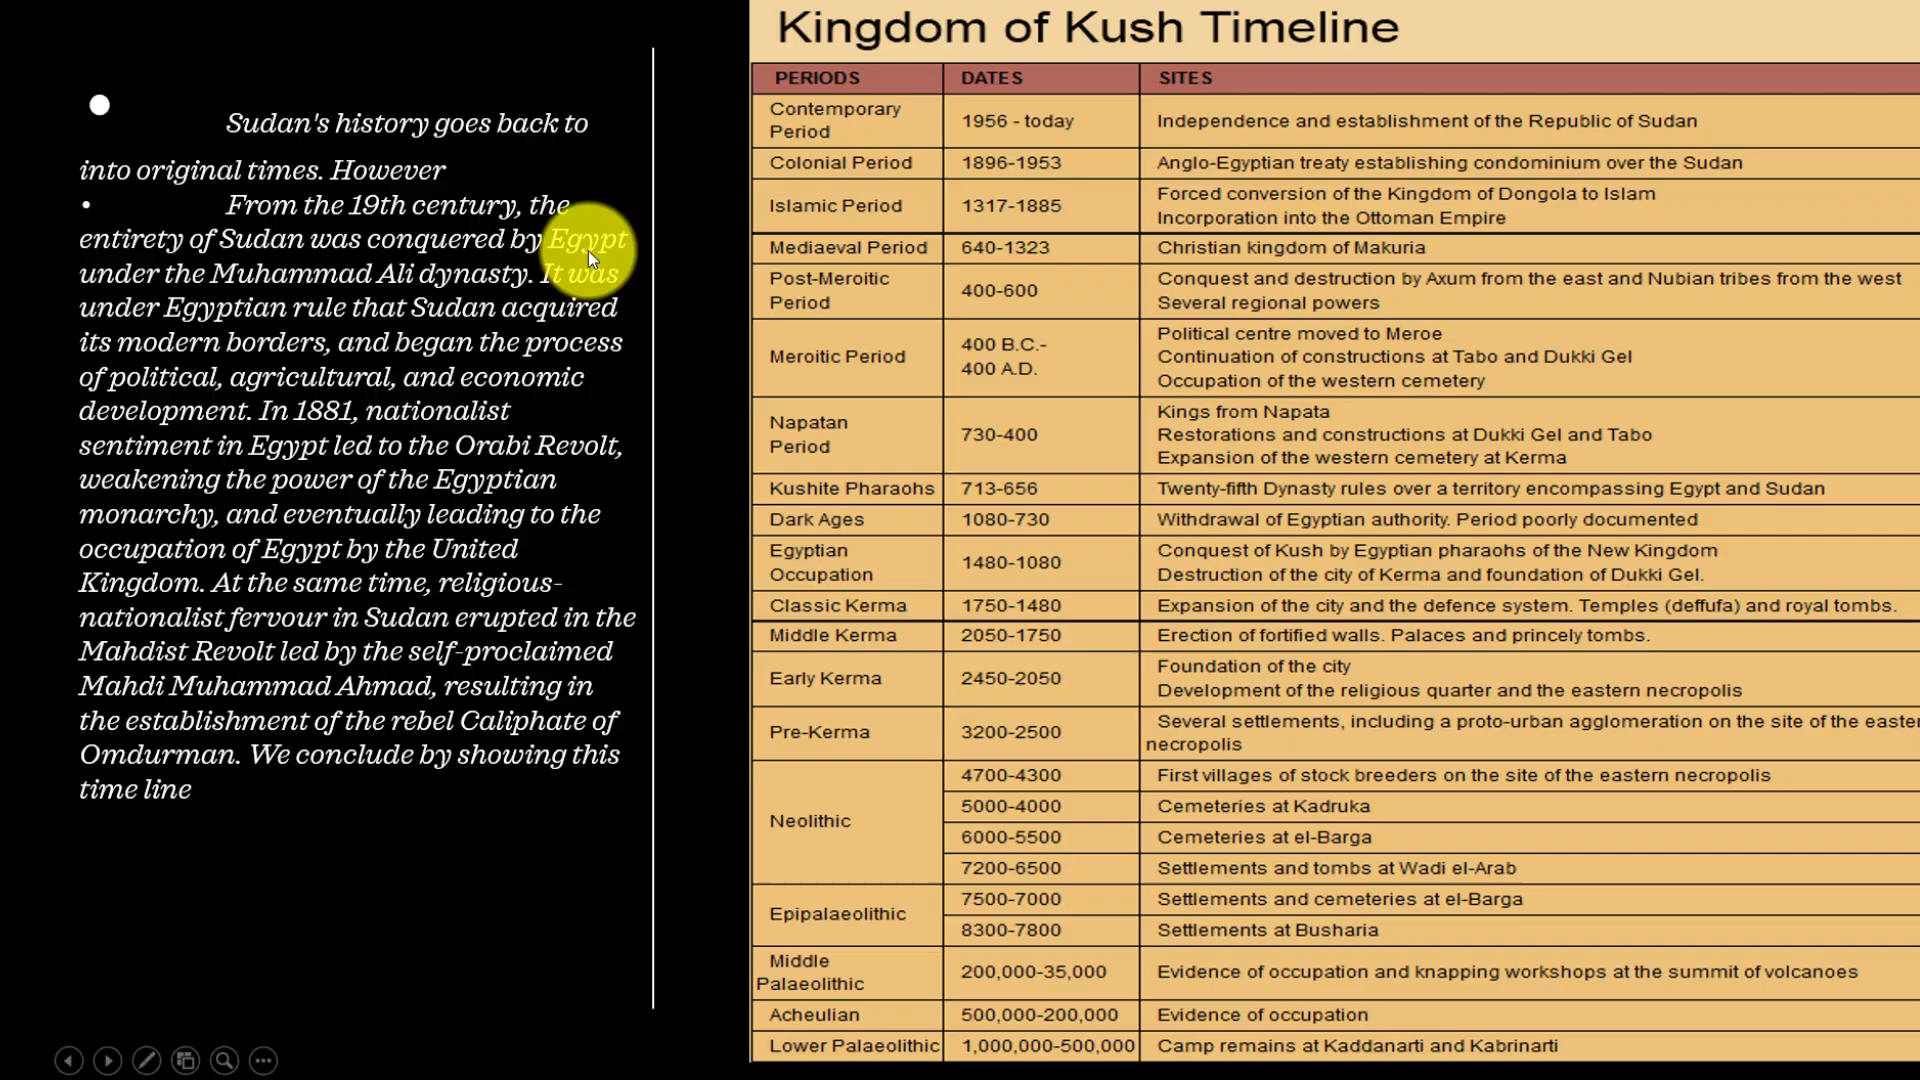 Sudan's history goes back to
into original times. However
• From the 19th century, the
entirety of Sudan was conquered by Egypt
under the Muhammad Ali dynasty. It was
under Egyptian rule that Sudan acquired
its modern borders, and began the process
of political, agricultural, and economic
development. In 1881, nationalist
sentiment in Egypt led to the Orabi Revolt,
weakening the power of the Egyptian
monarchy, and eventually leading to the
occupation of Egypt by the United
Kingdom. At the same time, religious-
nationalist fervour in Sudan erupted in the
Mahdist Revolt led by the self-proclaimed
Mahdi Muhammad Ahmad, resulting in
the establishment of the rebel Caliphate of
Omdurman. We conclude by showing this
time line
Kingdom of Kush Timeline
PERIODS DATES SITES
Contemporary
Period
1956 - today
Independence and establishment of the Republic of Sudan
Colonial Period 1896-1953 Anglo-Egyptian treaty establishing condominium over the Sudan
Islamic Period
1317-1885
Forced conversion of the Kingdom of Dongola to Islam
Incorporation into the Ottoman Empire
Mediaeval Period 640-1323 Christian kingdom of Makuria
Post-Meroitic
Period
400-600
Conquest and destruction by Axum from the east and Nubian tribes from the west
Several regional powers
Meroitic Period
400 B.C.-
400 A.D.
Political centre moved to Meroe
Continuation of constructions at Tabo and Dukki Gel
Occupation of the western cemetery
Napatan
Period
730-400
Kings from Napata
Restorations and constructions at Dukki Gel and Tabo
Expansion of the western cemetery at Kerma
Kushite Pharaohs 713-656 Twenty-fifth Dynasty rules over a territory encompassing Egypt and Sudan
Dark Ages 1080-730 Withdrawal of Egyptian authority. Period poorly documented
Egyptian
Occupation
1480-1080
Conquest of Kush by Egyptian pharaohs of the New Kingdom
Destruction of the city of Kerma and foundation of Dukki Gel.
Classic Kerma 1750-1480 Expansion of the city and the defence system. Temples (deffufa) and royal tombs.
Middle Kerma 2050-1750 Erection of fortified walls. Palaces and princely tombs.
Early Kerma
2450-2050
Foundation of the city
Development of the religious quarter and the eastern necropolis
Pre-Kerma
3200-2500
Several settlements, including a proto-urban agglomeration on the site of the
necropolis
Neolithic
4700-4300 First villages of stock breeders on the site of the eastern necropolis
5000-4000 Cemeteries at Kadruka
6000-5500 Cemeteries at el-Barga
7200-6500 Settlements and tombs at Wadi el-Arab
Epipalaeolithic
7500-7000 Settlements and cemeteries at el-Barga
8300-7800 Settlements at Busharia
Middle
Palaeolithic
200,000-35,000
Evidence of occupation and knapping workshops at the summit of volcanoes
Acheulian 500,000-200,000 Evidence of occupation
Lower Palaeolithic 1,000,000-500,000 Camp remains at Kaddanarti and Kabrinarti